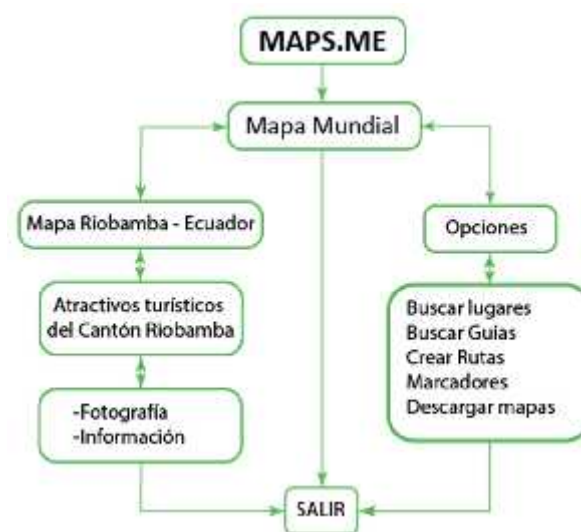 MAPS.ME
Mapa Mundial
Mapa Riobamba - Ecuador
Opciones
Atractivos turísticos
del Cantón Riobamba
Buscar lugares
Buscar Guias
Crear Rutas
Marcadores
Descargar mapas
-Fotografía
-Información
SALIR